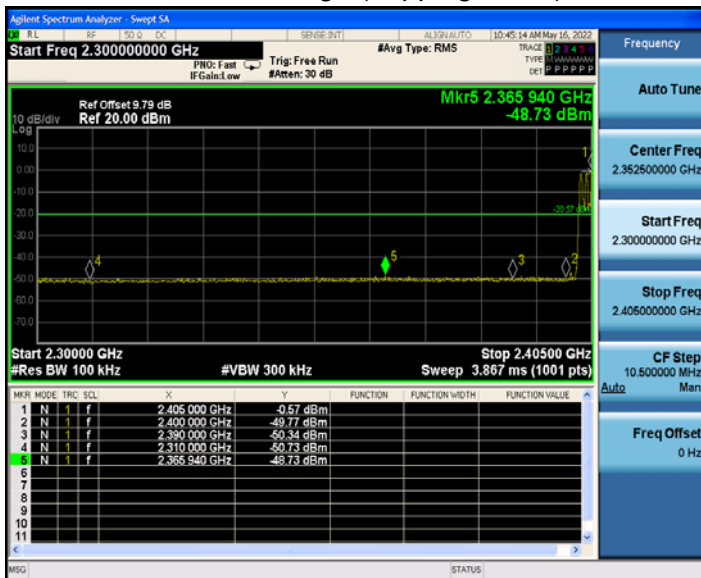 Agilent Spectrum Analyzer - Swept SA
RL RF 50 Ω DC SENSE:INT ALIGN AUTO 10:45:14 AM May 16, 2022
Start Freq 2.300000000 GHz
PNO: Fast
IFGain:Low
Trig: Free Run
#Atten: 30 dB
#Avg Type: RMS
TRACE 1 2 3 4 5 6
TYPE M WWWWW
DET P P P P P P
Frequency
Auto Tune
Center Freq
2.352500000 GHz
Start Freq
2.300000000 GHz
Stop Freq
2.405000000 GHz
CF Step
10.500000 MHz
Auto Man
Freq Offset
0 Hz
Mkr5 2.365 940 GHz
-48.73 dBm
Ref Offset 9.79 dB
10 dB/div Ref 20.00 dBm
Log
10.0
0.00
-10.0
-20.0
-30.0
-40.0
-50.0
-60.0
-70.0
1
-20.57 dBm
4
5
3
2
Start 2.30000 GHz Stop 2.40500 GHz
#Res BW 100 kHz #VBW 300 kHz Sweep 3.867 ms (1001 pts)
MKR MODE TRC SCL X Y FUNCTION FUNCTION WIDTH FUNCTION VALUE
1 N 1 f 2.405 000 GHz -0.57 dBm
2 N 1 f 2.400 000 GHz -49.77 dBm
3 N 1 f 2.390 000 GHz -50.34 dBm
4 N 1 f 2.310 000 GHz -50.73 dBm
5 N 1 f 2.365 940 GHz -48.73 dBm
6
7
8
9
10
11
MSG STATUS